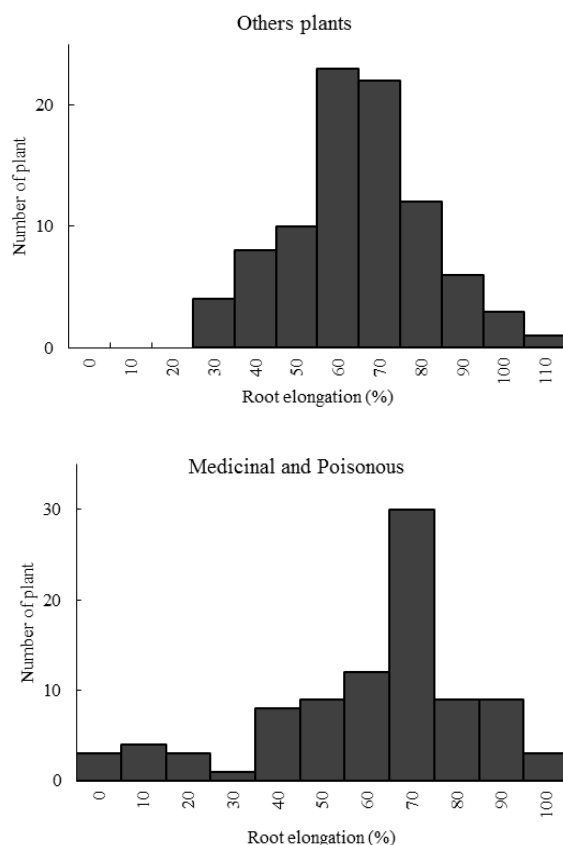 Others plants
Number of plant
20
10
0
0 10 20 30 40 50 60 70 80 90 100 110
Root elongation (%)
Medicinal and Poisonous
Number of plant
30
20
10
0
0 10 20 30 40 50 60 70 80 90 100
Root elongation (%)